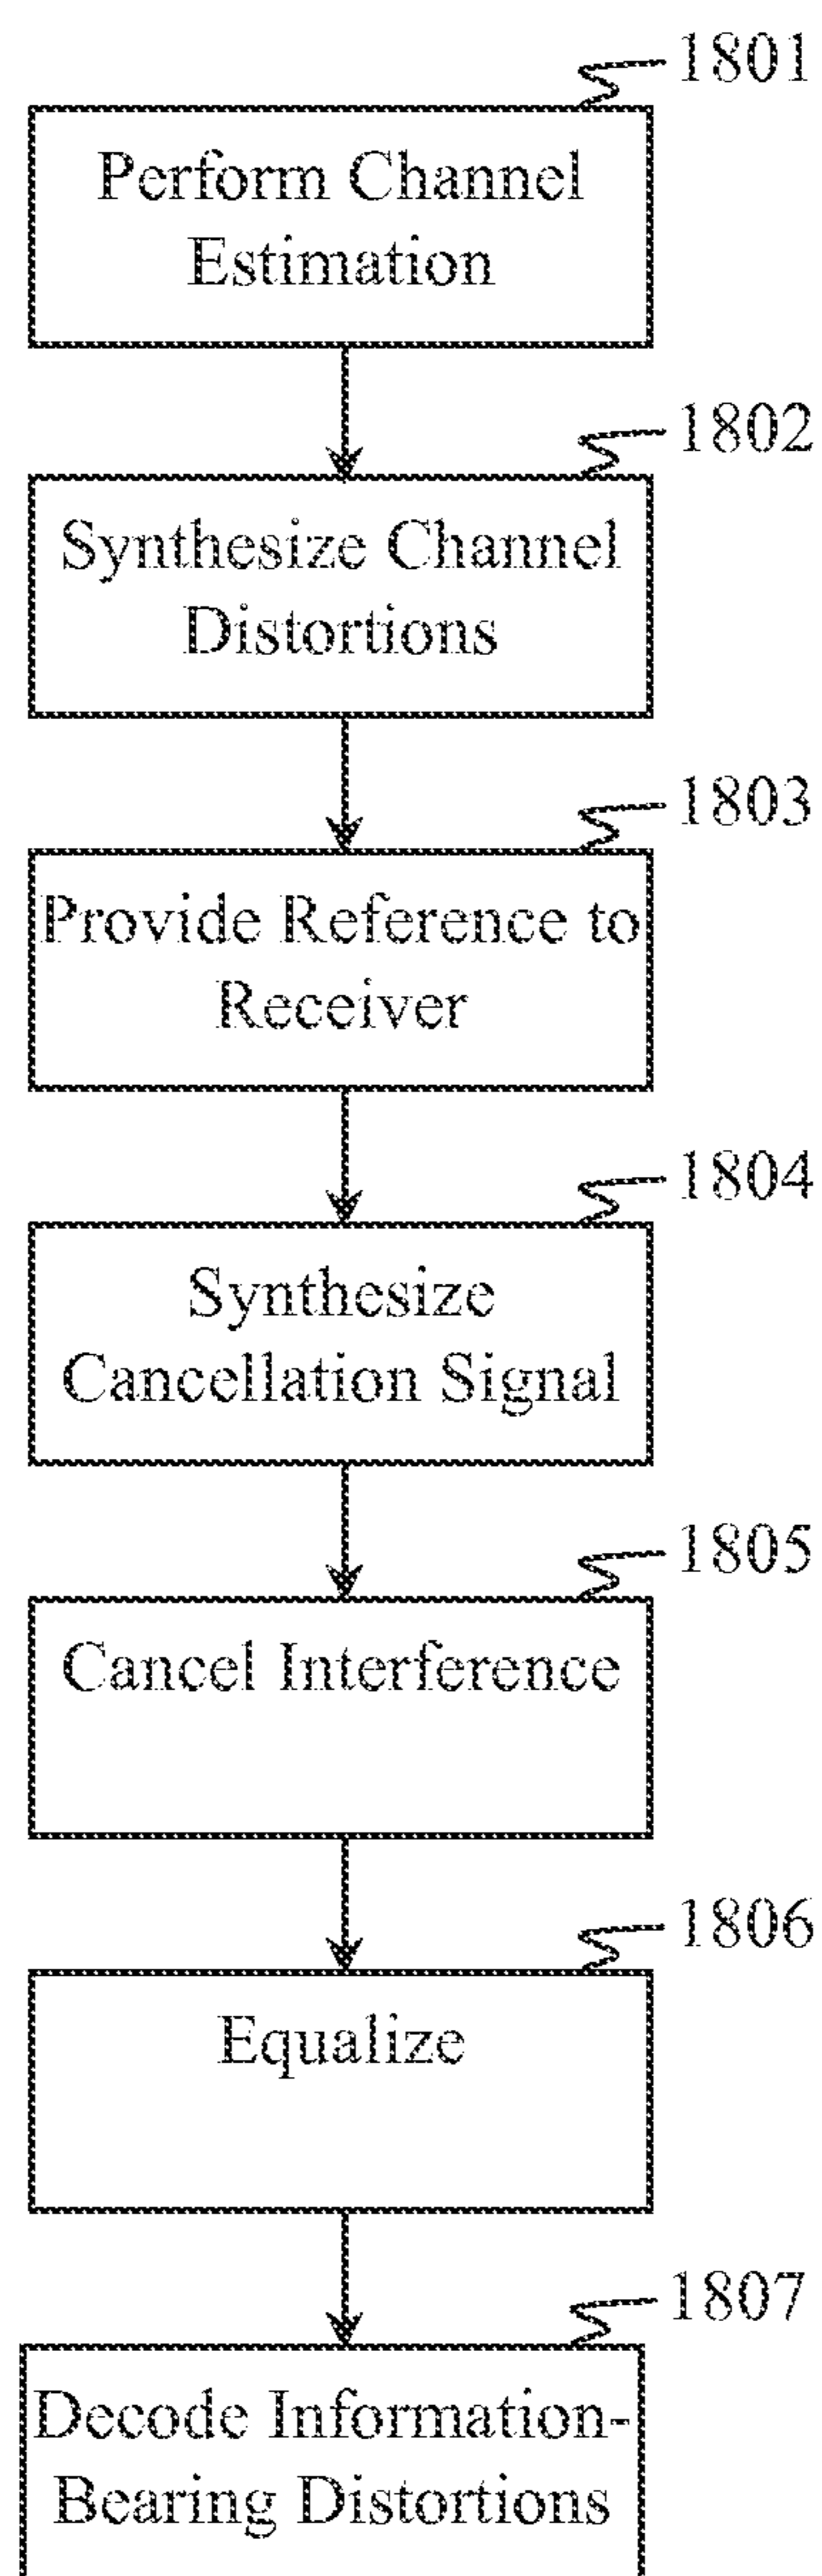 1801
Perform Channel
Estimation
1802
Synthesize Channel
Distortions
1803
Provide Reference to
Receiver
1804
Synthesize
Cancellation Signal
1805
Cancel Interference
1806
Equalize
1807
Decode Information-
Bearing Distortions